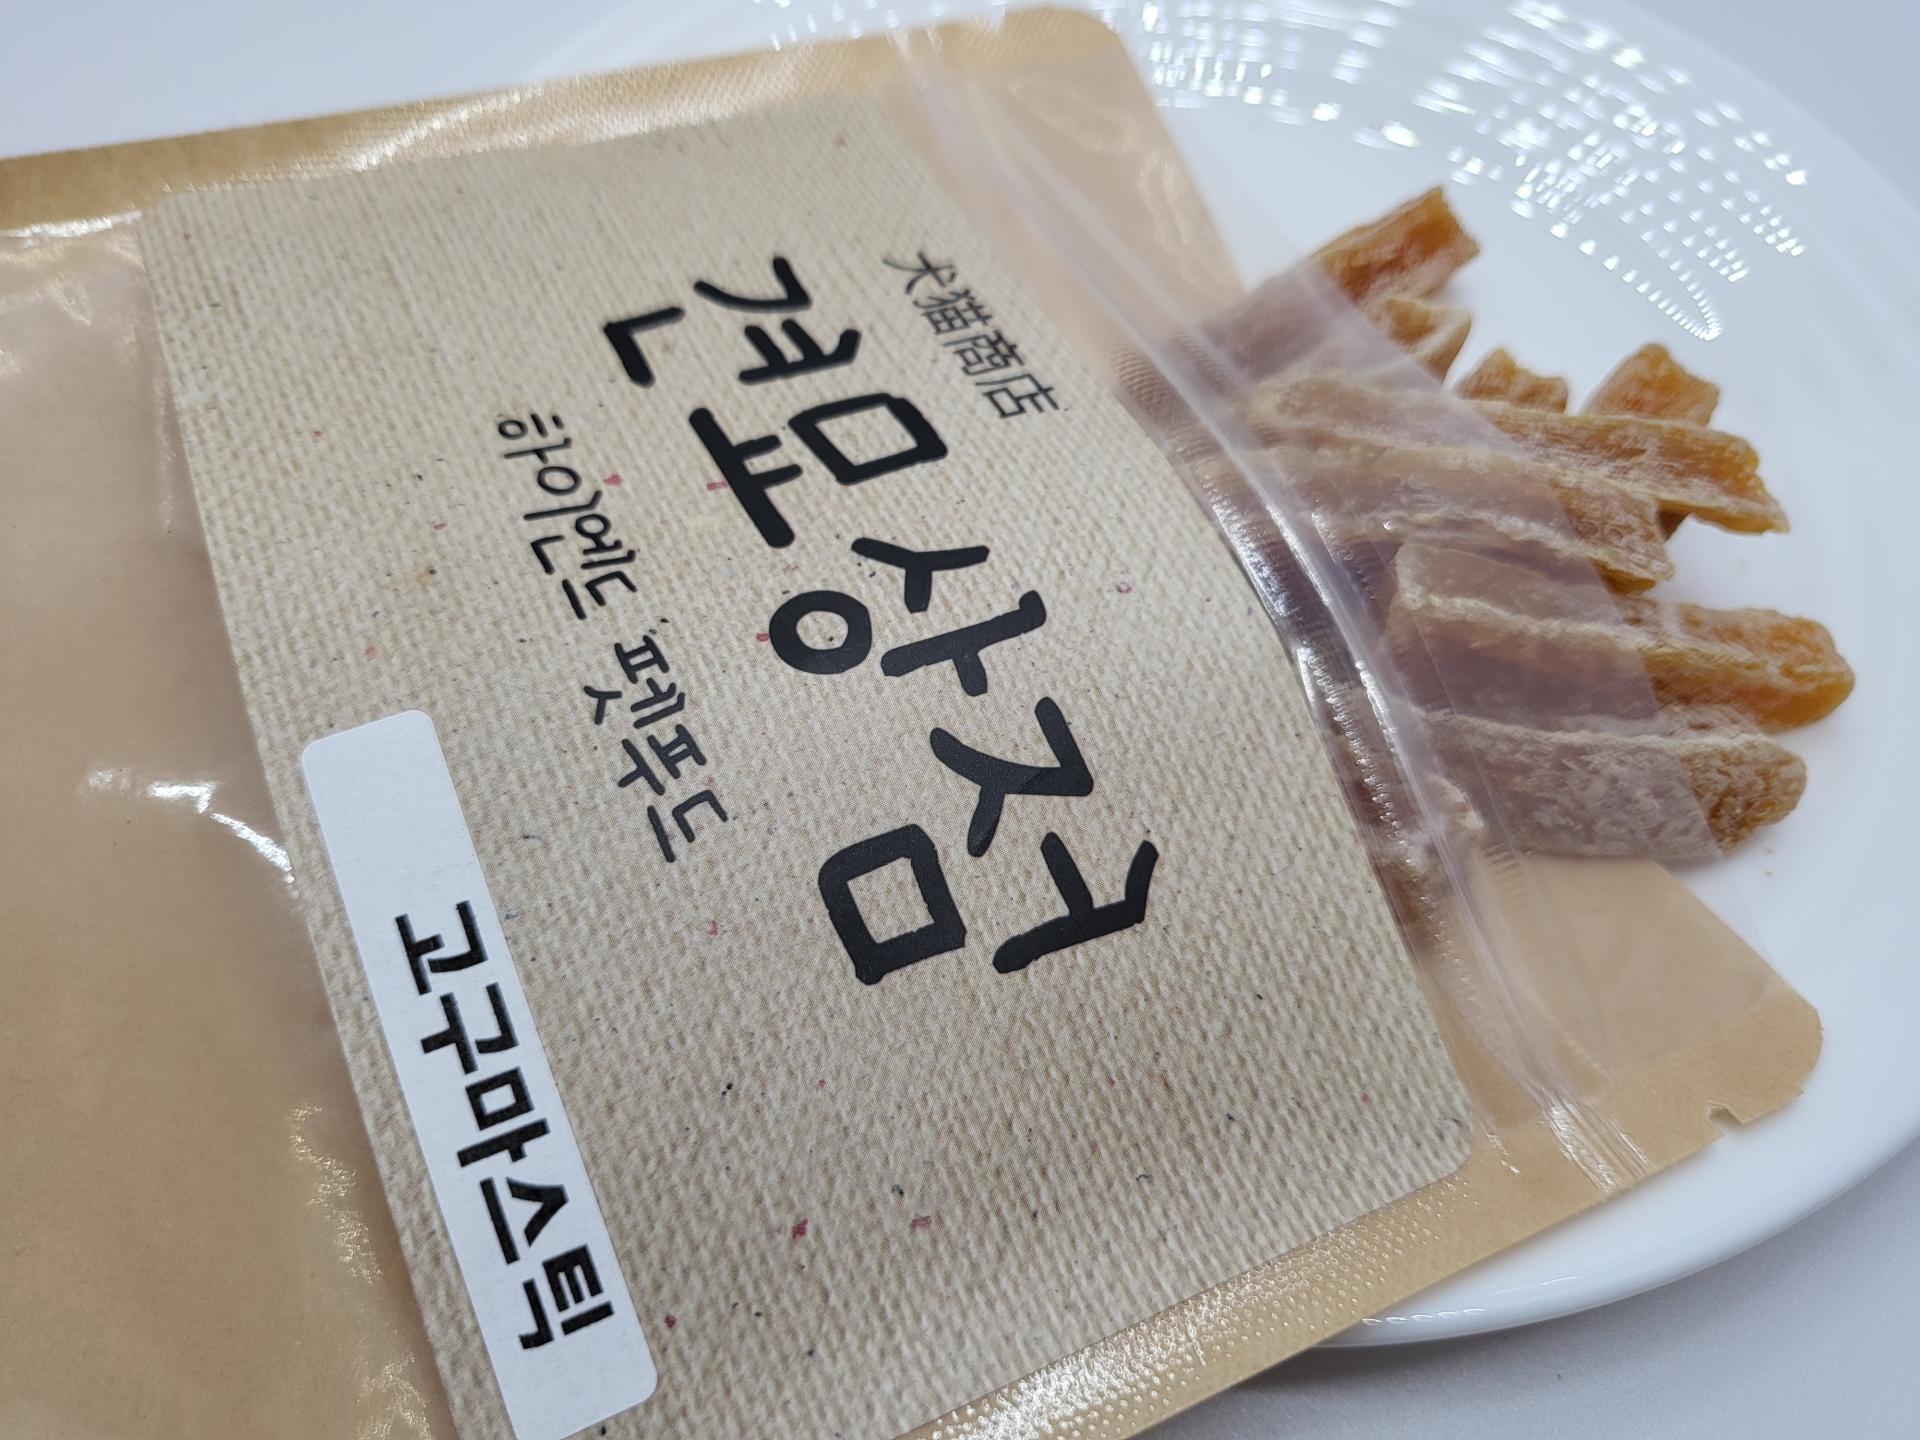 犬猫商店
견묘상점
하이엔드 펫푸드
고구마스틱